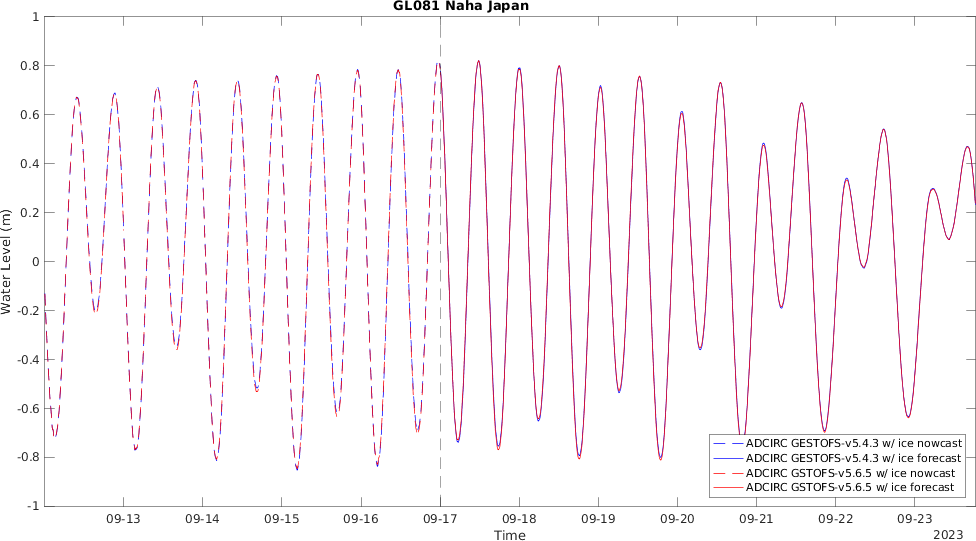 GL081 Naha Japan
Water Level (m)
1
0.8
0.6
0.4
0.2
0
-0.2
-0.4
-0.6
-0.8
-1
ADCIRC GESTOFS-v5.4.3 w/ ice nowcast
ADCIRC GESTOFS-v5.4.3 w/ ice forecast
ADCIRC GSTOFS-v5.6.5 w/ ice nowcast
ADCIRC GSTOFS-v5.6.5 w/ ice forecast
09-13 09-14 09-15 09-16 09-17 09-18 09-19 09-20 09-21 09-22 09-23
Time
2023